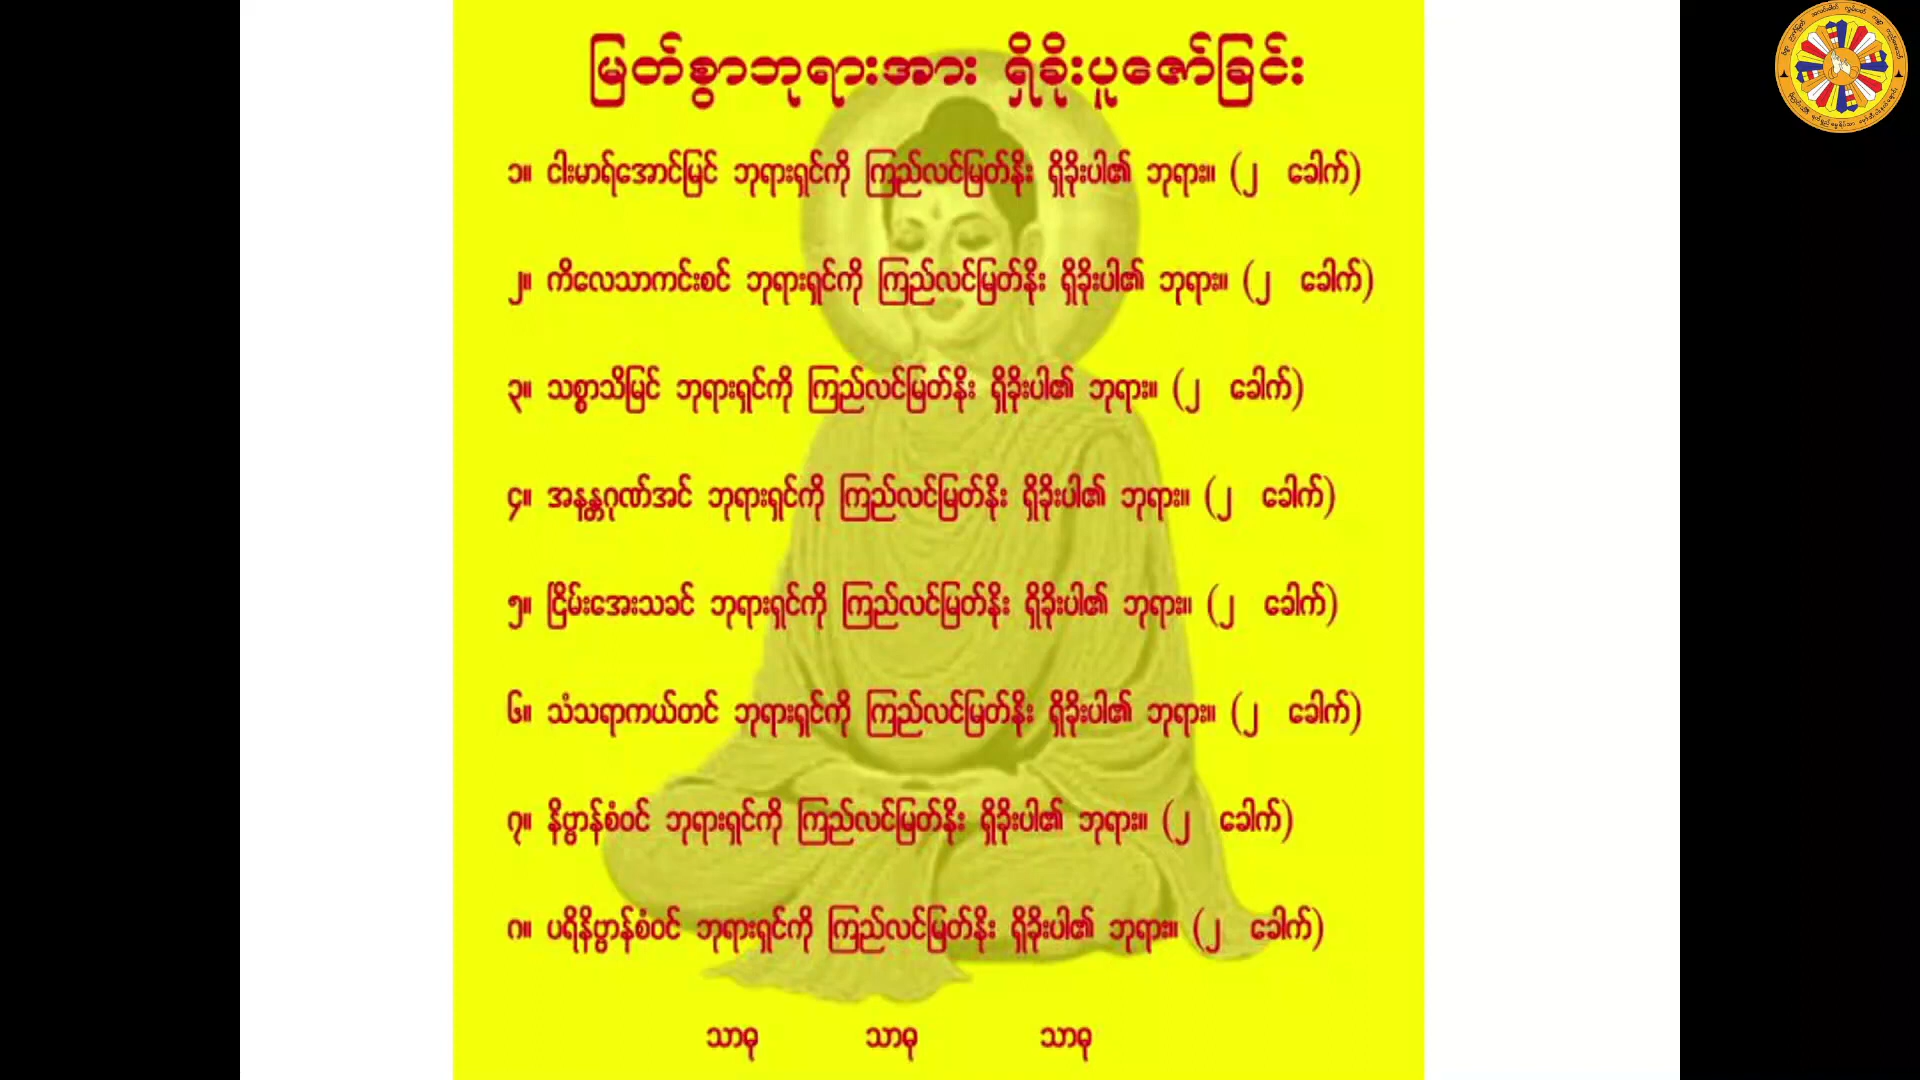 မြတ်စွာဘုရားအား ရှိခိုးပူဇော်ခြင်း
၁။ ငါးမာရ်အောင်မြင် ဘုရားရှင်ကို ကြည်လင်မြတ်နိုး ရှိခိုးပါ၏ ဘုရား။ (၂ ခေါက်)
၂။ ကိလေသာကင်းစင် ဘုရားရှင်ကို ကြည်လင်မြတ်နိုး ရှိခိုးပါ၏ ဘုရား။ (၂ ခေါက်)
၃။ သစ္စာသိမြင် ဘုရားရှင်ကို ကြည်လင်မြတ်နိုး ရှိခိုးပါ၏ ဘုရား။ (၂ ခေါက်)
၄။ အနန္တဂုဏ်အင် ဘုရားရှင်ကို ကြည်လင်မြတ်နိုး ရှိခိုးပါ၏ ဘုရား။ (၂ ခေါက်)
၅။ ငြိမ်းအေးသခင် ဘုရားရှင်ကို ကြည်လင်မြတ်နိုး ရှိခိုးပါ၏ ဘုရား။ (၂ ခေါက်)
၆။ သံသရာကယ်တင် ဘုရားရှင်ကို ကြည်လင်မြတ်နိုး ရှိခိုးပါ၏ ဘုရား။ (၂ ခေါက်)
၇။ နိဗ္ဗာန်စံဝင် ဘုရားရှင်ကို ကြည်လင်မြတ်နိုး ရှိခိုးပါ၏ ဘုရား။ (၂ ခေါက်)
၈။ ပရိနိဗ္ဗာန်စံဝင် ဘုရားရှင်ကို ကြည်လင်မြတ်နိုး ရှိခိုးပါ၏ ဘုရား။ (၂ ခေါက်)
သာဓု သာဓု သာဓု